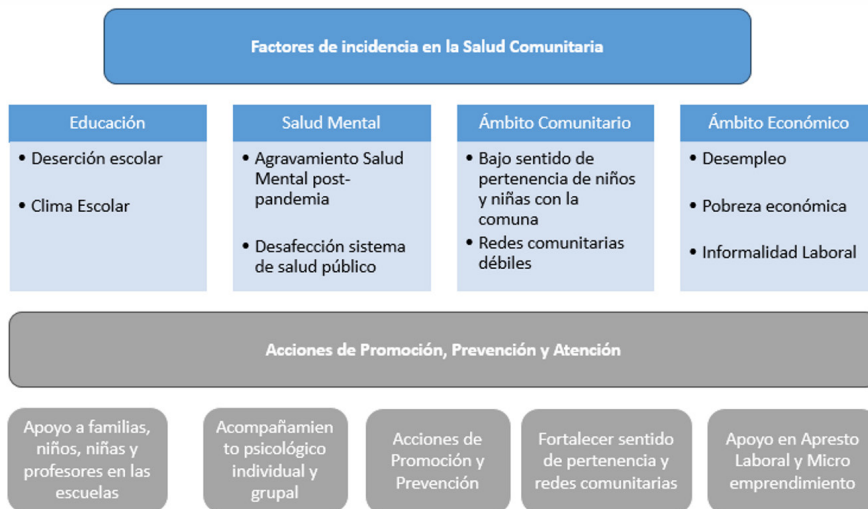 Factores de incidencia en la Salud Comunitaria
Educación
• Deserción escolar
• Clima Escolar
Salud Mental
• Agravamiento Salud
Mental post-
pandemia
• Desafección sistema
de salud público
Ámbito Comunitario
• Bajo sentido de
pertenencia de niños
y niñas con la
comuna
• Redes comunitarias
débiles
Ámbito Económico
• Desempleo
• Pobreza económica
• Informalidad Laboral
Acciones de Promoción, Prevención y Atención
Apoyo a familias,
niños, niñas y
profesores en las
escuelas
Acompañamien
to psicológico
individual y
grupal
Acciones de
Promoción y
Prevención
Fortalecer sentido
de pertenencia y
redes comunitarias
Apoyo en Apresto
Laboral y Micro
emprendimiento